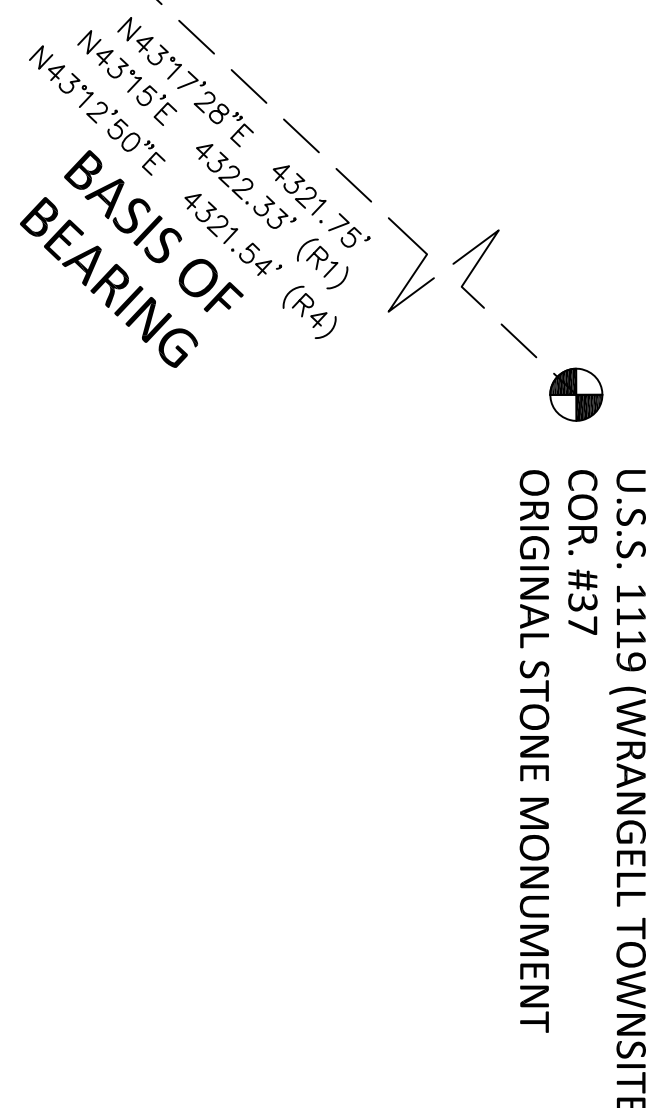 N43°17'28"E 4321.75'
N43°15'E 4322.33' (R1)
N43°12'50"E 4321.54' (R4)
BASIS OF
BEARING
U.S.S. 1119 (WRANGELL TOWNSITE
COR. #37
ORIGINAL STONE MONUMENT